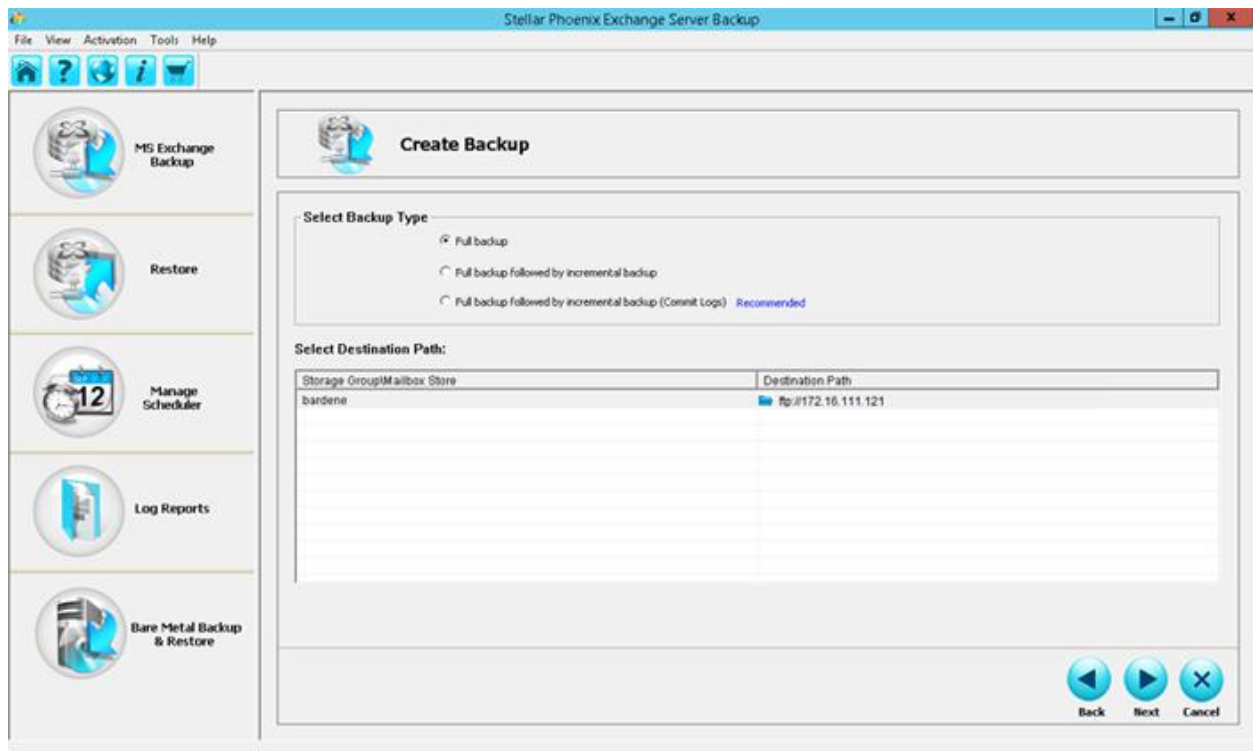 Stellar Phoenix Exchange Server Backup
File View Activation Tools Help
MS Exchange
Backup
Restore
12
Manage
Scheduler
Log Reports
Bare Metal Backup
& Restore
Create Backup
Select Backup Type
Full backup
Full backup followed by incremental backup
Full backup followed by incremental backup (Commit Logs) Recommended
Select Destination Path:
Storage Group\Mailbox Store Destination Path
bardene ftp://172.16.111.121
Back Next Cancel